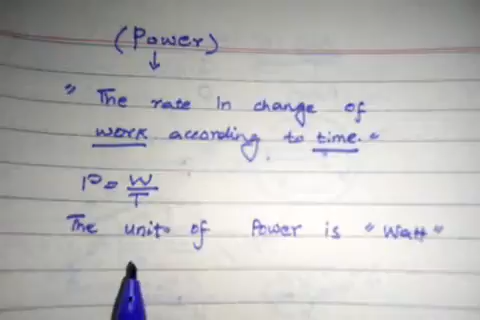 (Power)
↓
" The rate in change of
work according to time."
P = W/T
The unit of Power is "Watt"